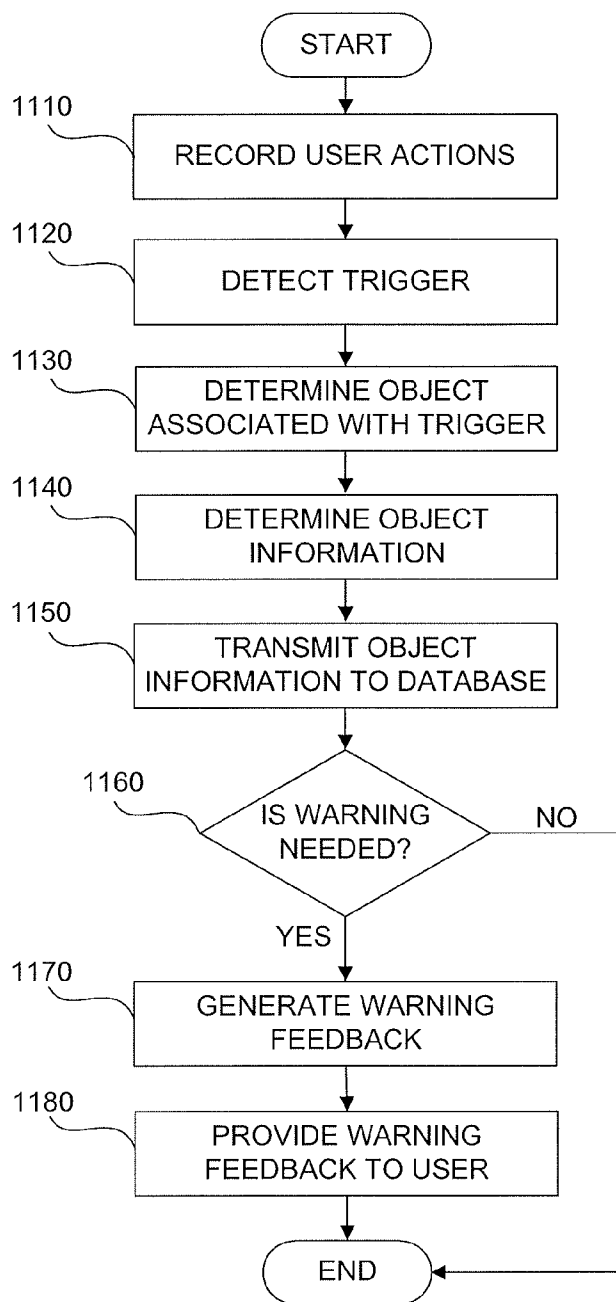 START
1110
RECORD USER ACTIONS
1120
DETECT TRIGGER
1130
DETERMINE OBJECT
ASSOCIATED WITH TRIGGER
1140
DETERMINE OBJECT
INFORMATION
1150
TRANSMIT OBJECT
INFORMATION TO DATABASE
1160
IS WARNING
NEEDED?
NO
YES
1170
GENERATE WARNING
FEEDBACK
1180
PROVIDE WARNING
FEEDBACK TO USER
END